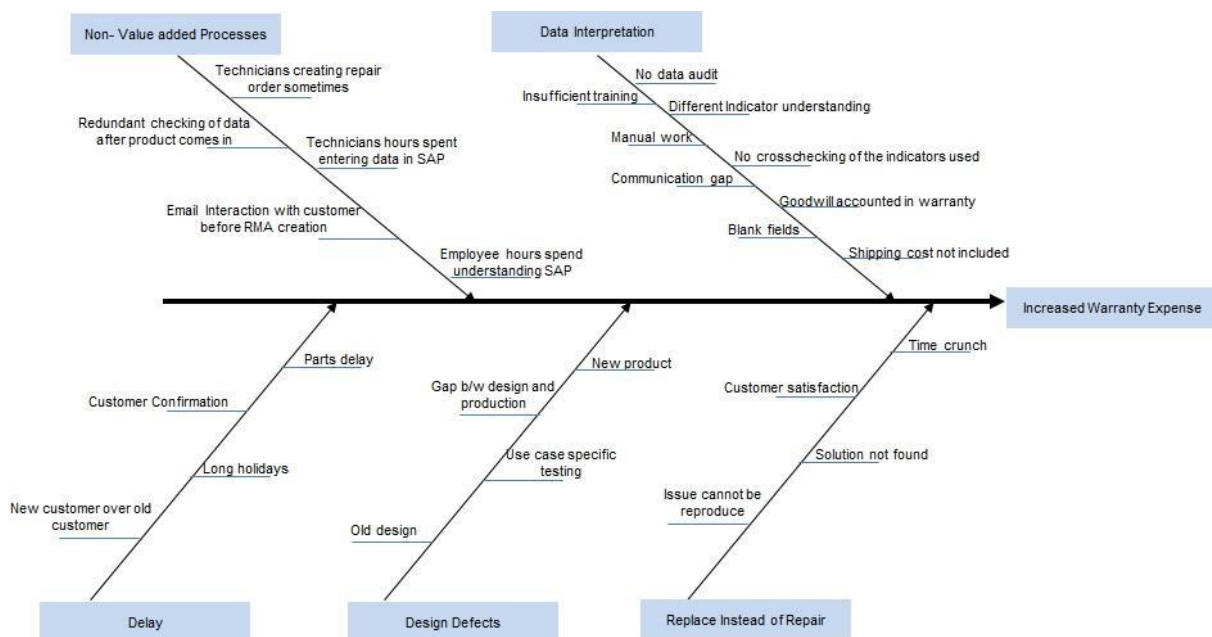 Non- Value added Processes
Data Interpretation
Technicians creating repair
order sometimes
Redundant checking of data
after product comes in
Technicians hours spent
entering data in SAP
Email Interaction with customer
before RMA creation
Employee hours spend
understanding SAP
No data audit
Insufficient training
Different Indicator understanding
Manual work
No crosschecking of the indicators used
Communication gap
Goodwill accounted in warranty
Blank fields
Shipping cost not included
Increased Warranty Expense
Parts delay
Customer Confirmation
Long holidays
New customer over old
customer
New product
Gap b/w design and
production
Use case specific
testing
Old design
Time crunch
Customer satisfaction
Solution not found
Issue cannot be
reproduce
Delay
Design Defects
Replace Instead of Repair